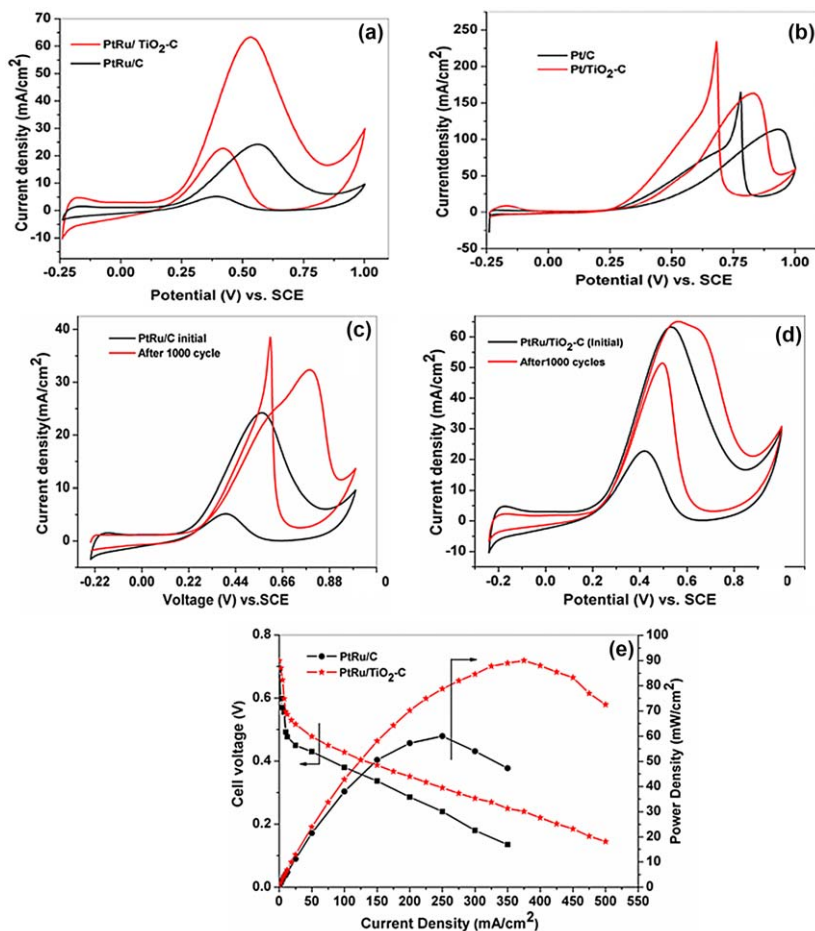 (a)
PtRu/ TiO₂-C
PtRu/C
70
60
50
40
30
20
10
0
-10
Current density (mA/cm²)
-0.25 0.00 0.25 0.50 0.75 1.00
Potential (V) vs. SCE
(b)
Pt/C
Pt/TiO₂-C
250
200
150
100
50
0
250
Currentdensity (mA/cm²)
-0.25 0.00 0.25 0.50 0.75 1.00
Potential (V) vs. SCE
(c)
PtRu/C initial
After 1000 cycle
40
30
20
10
0
Current density(mA/cm²)
-0.22 0.00 0.22 0.44 0.66 0.88 0
Voltage (V) vs.SCE
(d)
PtRu/TiO₂-C (Initial)
After1000 cycles
60
50
40
30
20
10
0
-10
Current density (mA/cm²)
0.0 0.2 0.4 0.6 0.8 0
Potential (V) vs. SCE
(e)
PtRu/C
PtRu/TiO₂-C
0.8
0.6
0.4
0.2
0.0
Cell voltage (V)
100
90
80
70
60
50
40
30
20
10
0
Power Density (mW/cm²)
0 50 100 150 200 250 300 350 400 450 500 550
Current Density (mA/cm²)